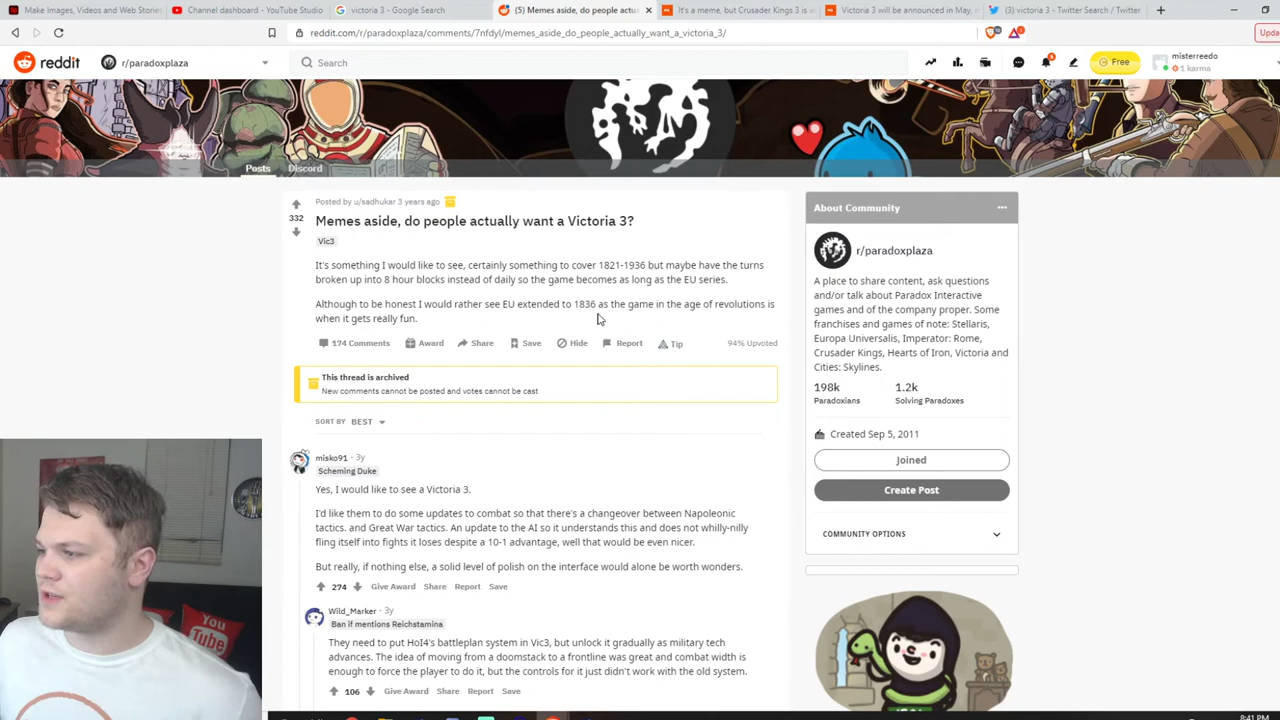 Make Images, Videos and Web Stories
Channel dashboard - YouTube Studio
victoria 3 - Google Search
(5) Memes aside, do people actu
It's a meme, but Crusader Kings 3 is
Victoria 3 will be announced in May,
(3) victoria 3 - Twitter Search / Twitter
reddit.com/r/paradoxplaza/comments/7nfdyl/memes_aside_do_people_actually_want_a_victoria_3/
reddit
r/paradoxplaza
Search
Free
misterreedo
1 karma
Posts
Discord
Posted by u/sadhukar 3 years ago
332
Memes aside, do people actually want a Victoria 3?
Vic3
It's something I would like to see, certainly something to cover 1821-1936 but maybe have the turns
broken up into 8 hour blocks instead of daily so the game becomes as long as the EU series.
Although to be honest I would rather see EU extended to 1836 as the game in the age of revolutions is
when it gets really fun.
174 Comments
Award
Share
Save
Hide
Report
Tip
94% Upvoted
This thread is archived
New comments cannot be posted and votes cannot be cast
SORT BY BEST
misko91 · 3y
Scheming Duke
Yes, I would like to see a Victoria 3.
I'd like them to do some updates to combat so that there's a changeover between Napoleonic
tactics. and Great War tactics. An update to the AI so it understands this and does not whilly-nilly
fling itself into fights it loses despite a 10-1 advantage, well that would be even nicer.
But really, if nothing else, a solid level of polish on the interface would alone be worth wonders.
274 Give Award Share Report Save
Wild_Marker · 3y
Ban if mentions Reichstamina
They need to put HoI4's battleplan system in Vic3, but unlock it gradually as military tech
advances. The idea of moving from a doomstack to a frontline was great and combat width is
enough to force the player to do it, but the controls for it just didn't work with the old system.
106 Give Award Share Report Save
About Community
r/paradoxplaza
A place to share content, ask questions
and/or talk about Paradox Interactive
games and of the company proper. Some
franchises and games of note: Stellaris,
Europa Universalis, Imperator: Rome,
Crusader Kings, Hearts of Iron, Victoria and
Cities: Skylines.
198k
Paradoxians
1.2k
Solving Paradoxes
Created Sep 5, 2011
Joined
Create Post
COMMUNITY OPTIONS
You
Tube
8:41 PM